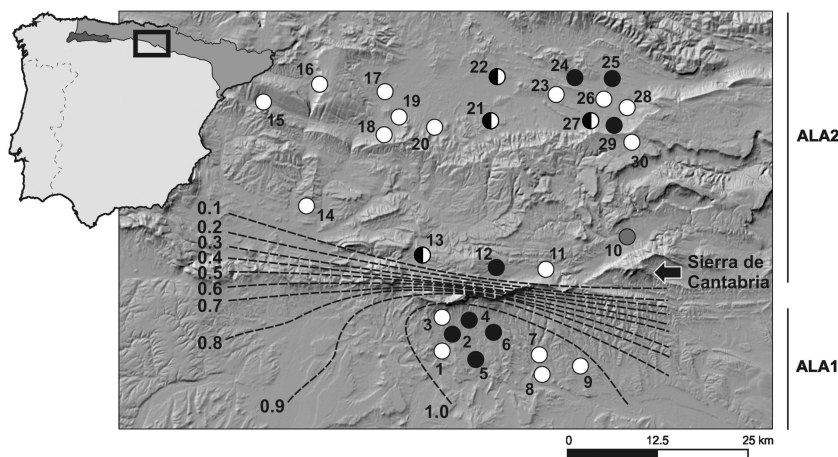 24 25
22
16 17 23 26 28
19
15 21 27
18 20 29
30
ALA2
0.1 14
0.2
0.3 13 10
0.4 12 11
0.5 Sierra de
0.6 Cantabria
0.7
3 4
0.8 2 6 7
1 ALA1
5 8 9
0.9 1.0
0 12.5 25 km